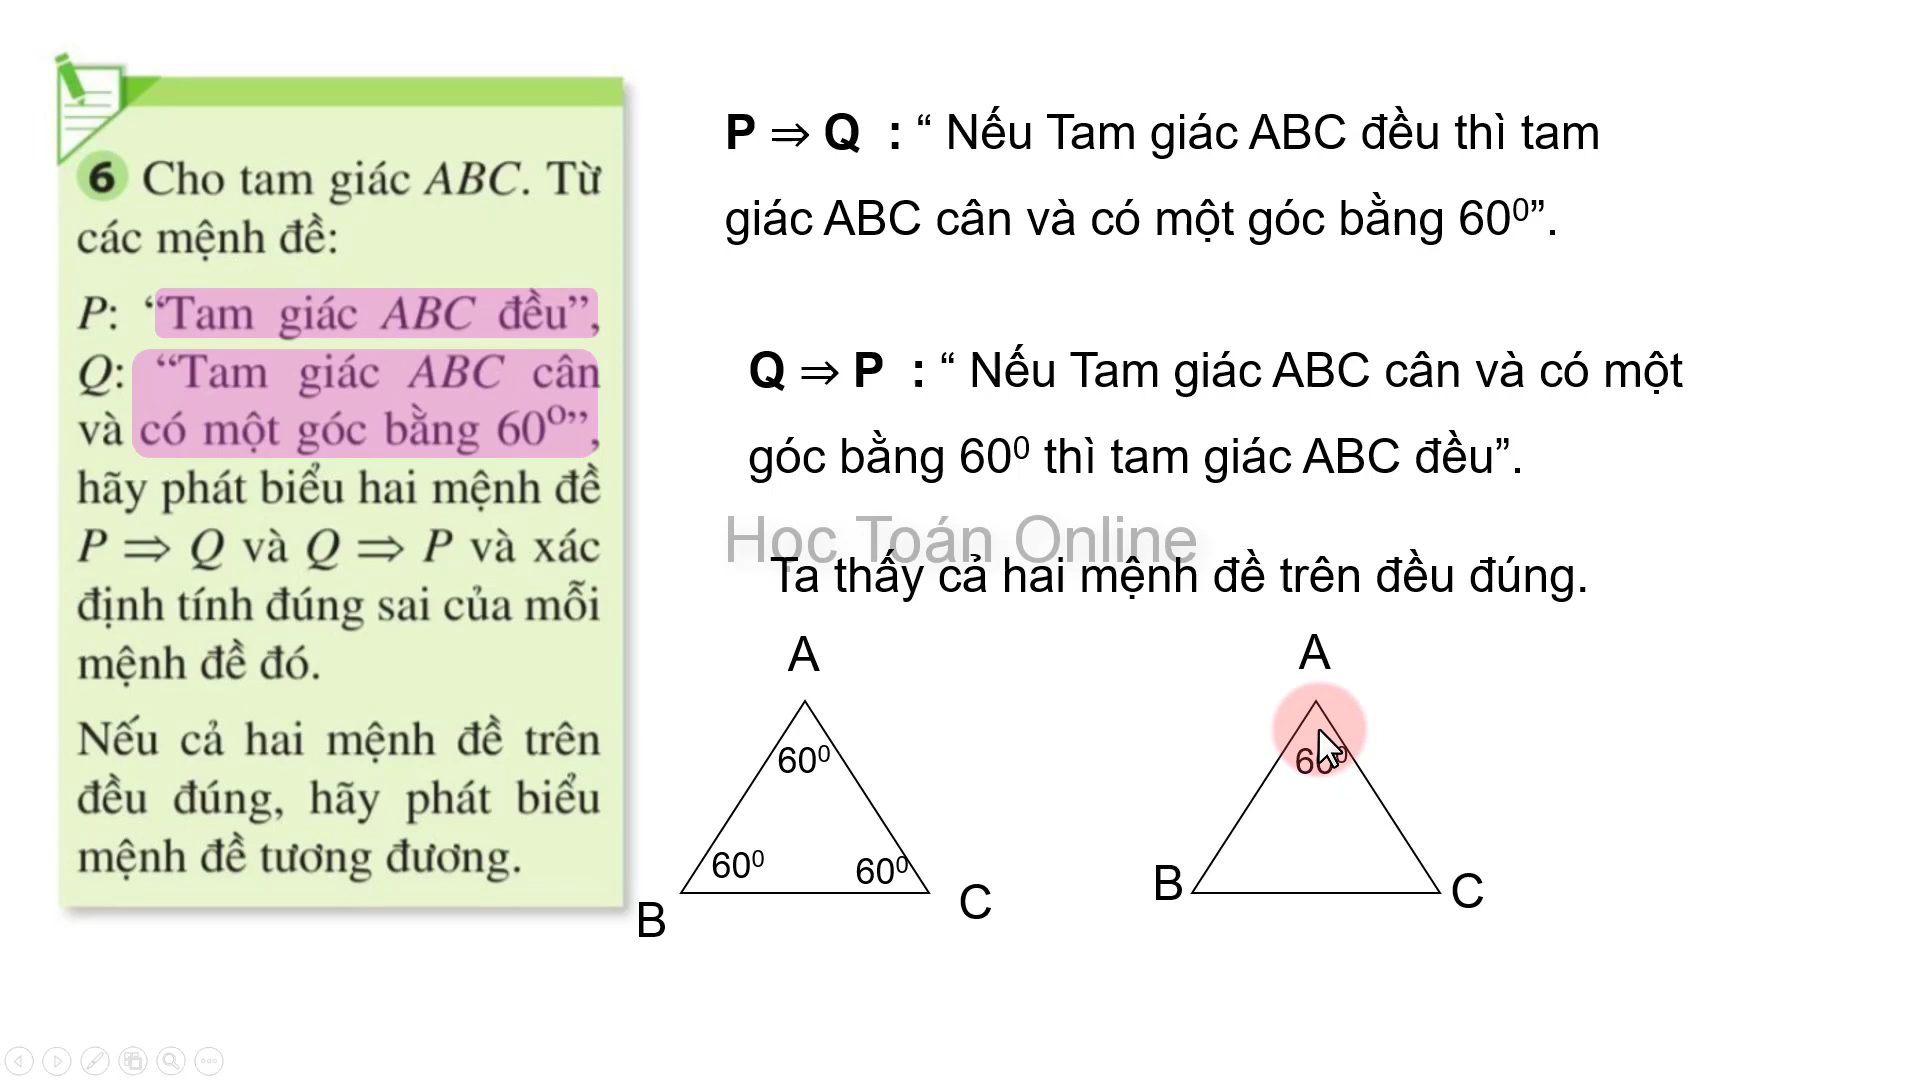 6 Cho tam giác ABC. Từ
các mệnh đề:
P: “Tam giác ABC đều”,
Q: “Tam giác ABC cân
và có một góc bằng 60⁰”,
hãy phát biểu hai mệnh đề
P ⇒ Q và Q ⇒ P và xác
định tính đúng sai của mỗi
mệnh đề đó.
Nếu cả hai mệnh đề trên
đều đúng, hãy phát biểu
mệnh đề tương đương.
P ⇒ Q : “ Nếu Tam giác ABC đều thì tam
giác ABC cân và có một góc bằng 60⁰”.
Q ⇒ P : “ Nếu Tam giác ABC cân và có một
góc bằng 60⁰ thì tam giác ABC đều”.
Học Toán Online
Ta thấy cả hai mệnh đề trên đều đúng.
A
60⁰
60⁰
60⁰
B
C
A
60⁰
B
C